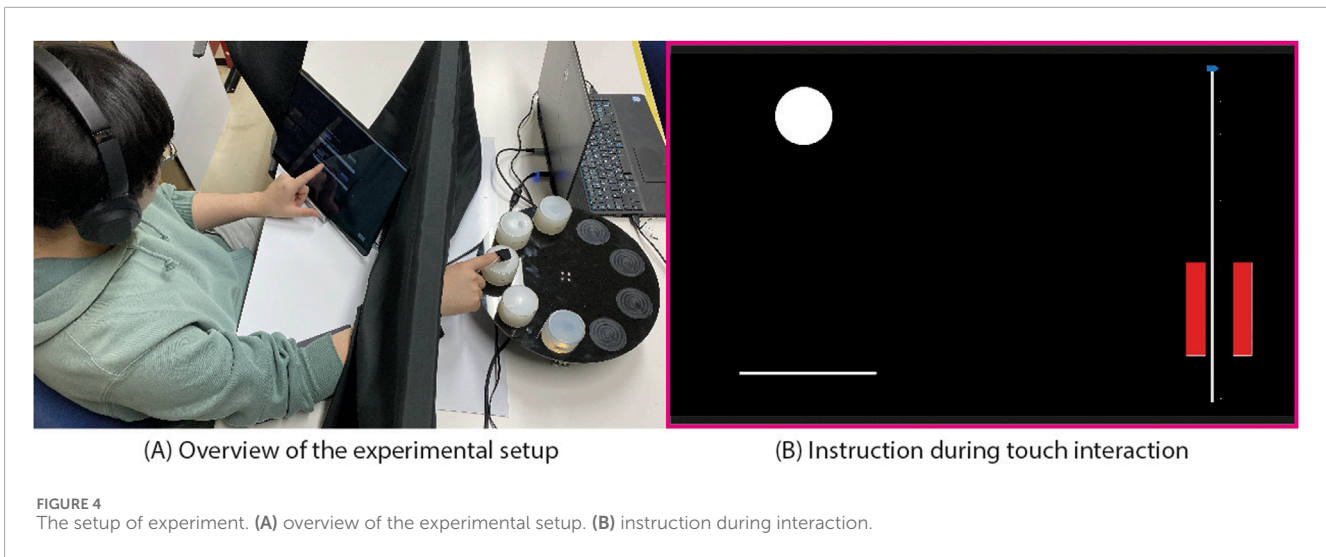 (A) Overview of the experimental setup
(B) Instruction during touch interaction
FIGURE 4
The setup of experiment. (A) overview of the experimental setup. (B) instruction during interaction.